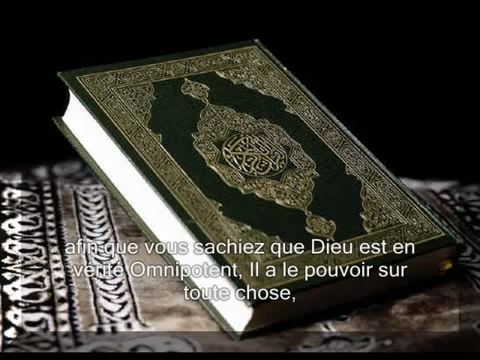 afin que vous sachiez que Dieu est en
vérité Omnipotent, Il a le pouvoir sur
toute chose,